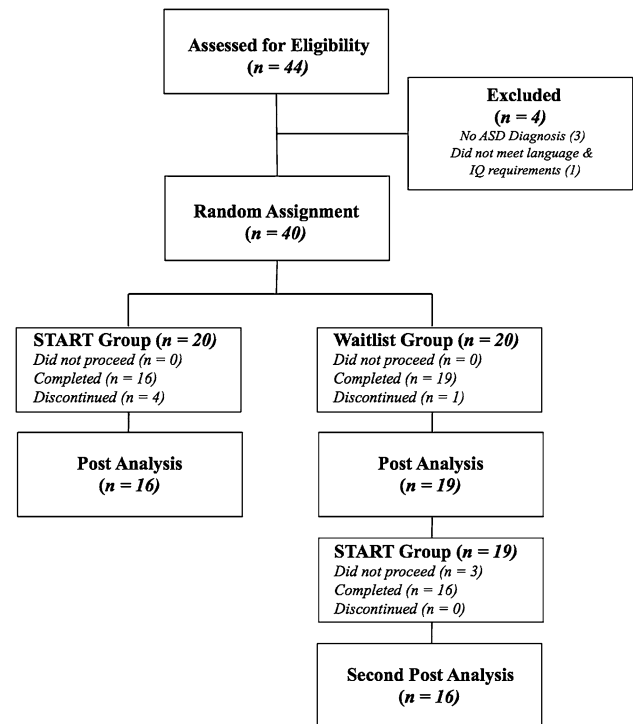 Assessed for Eligibility
(n = 44)
Excluded
(n = 4)
No ASD Diagnosis (3)
Did not meet language &
IQ requirements (1)
Random Assignment
(n = 40)
START Group (n = 20)
Did not proceed (n = 0)
Completed (n = 16)
Discontinued (n = 4)
Waitlist Group (n = 20)
Did not proceed (n = 0)
Completed (n = 19)
Discontinued (n = 1)
Post Analysis
(n = 16)
Post Analysis
(n = 19)
START Group (n = 19)
Did not proceed (n = 3)
Completed (n = 16)
Discontinued (n = 0)
Second Post Analysis
(n = 16)